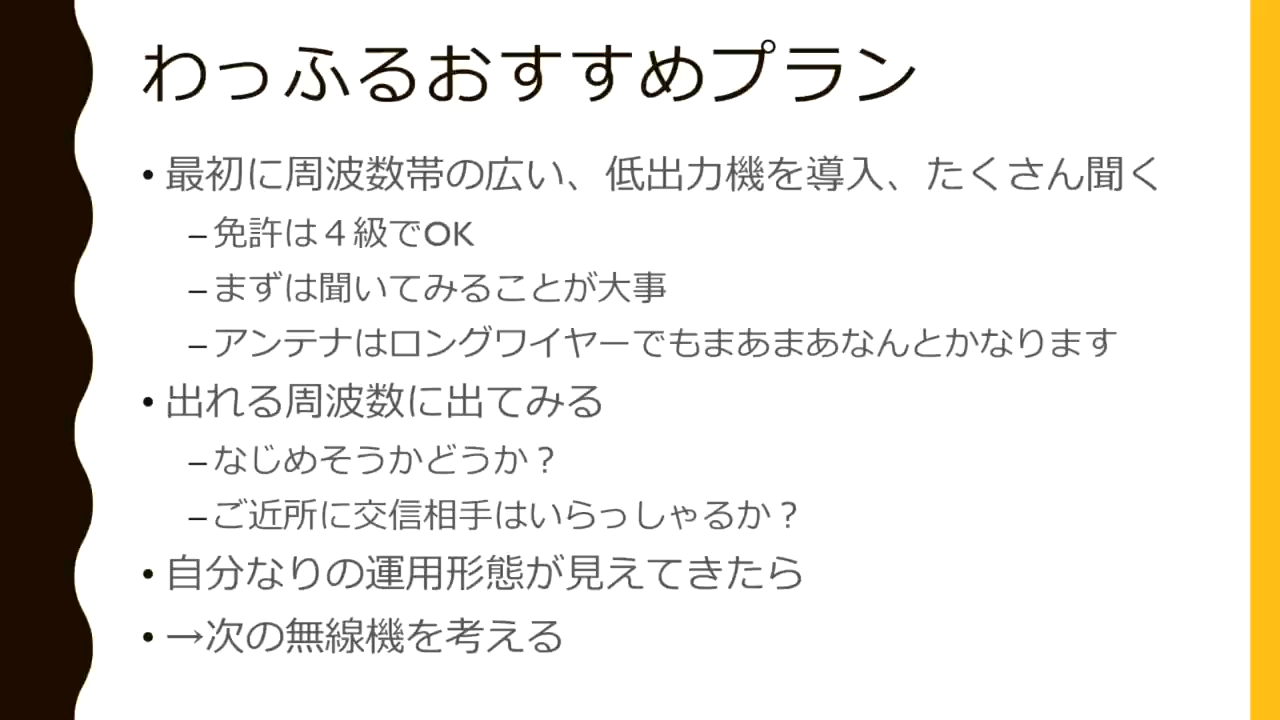 わっふるおすすめプラン
• 最初に周波数帯の広い、低出力機を導入、たくさん聞く
– 免許は４級でOK
– まずは聞いてみることが大事
– アンテナはロングワイヤーでもまあまあなんとかなります
• 出れる周波数に出てみる
– なじめそうかどうか？
– ご近所に交信相手はいらっしゃるか？
• 自分なりの運用形態が見えてきたら
• →次の無線機を考える